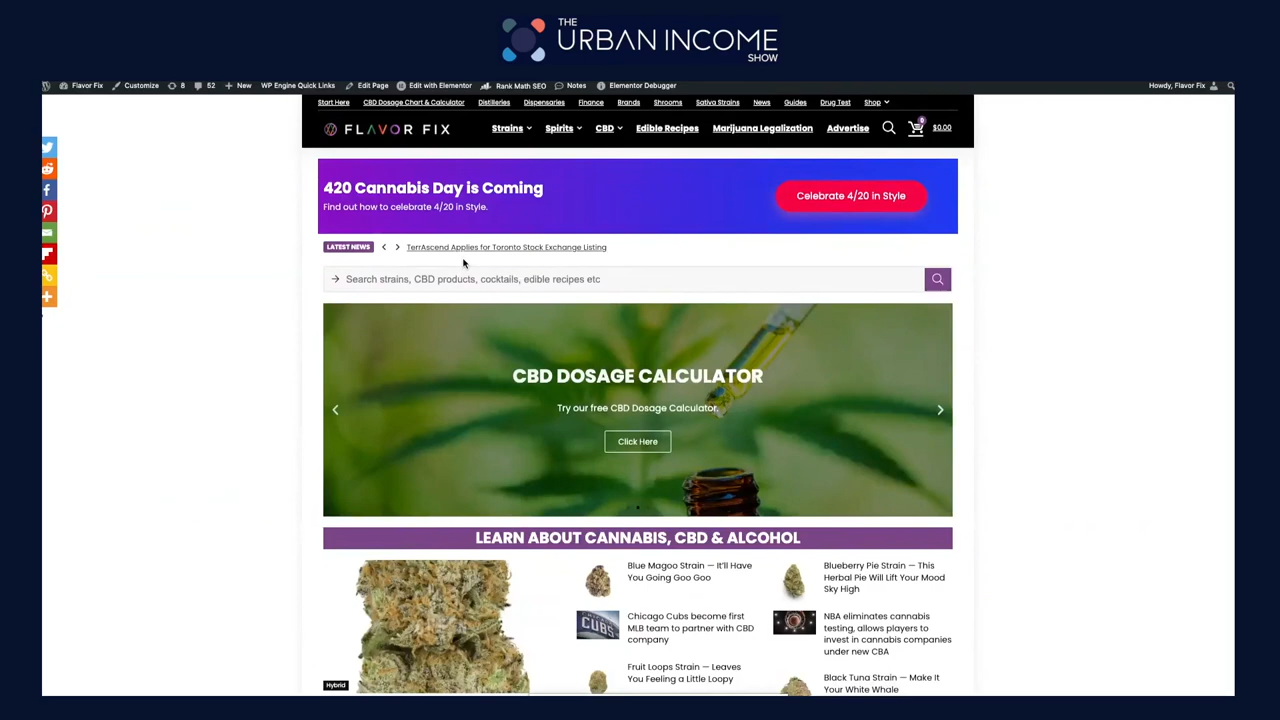 THE
URBAN INCOME
SHOW
Flavor Fix Customize 8 52 New WP Engine Quick Links Edit Page Edit with Elementor Rank Math SEO Notes Elementor Debugger Howdy, Flavor Fix
Start Here CBD Dosage Chart & Calculator Distilleries Dispensaries Finance Brands Shrooms Sativa Strains News Guides Drug Test Shop
FLAVOR FIX Strains Spirits CBD Edible Recipes Marijuana Legalization Advertise 0 $0.00
420 Cannabis Day is Coming
Find out how to celebrate 4/20 in Style.
Celebrate 4/20 in Style
LATEST NEWS TerrAscend Applies for Toronto Stock Exchange Listing
Search strains, CBD products, cocktails, edible recipes etc
CBD DOSAGE CALCULATOR
Try our free CBD Dosage Calculator.
Click Here
LEARN ABOUT CANNABIS, CBD & ALCOHOL
Hybrid
Blue Magoo Strain — It'll Have
You Going Goo Goo
CUBS
Chicago Cubs become first
MLB team to partner with CBD
company
Fruit Loops Strain — Leaves
You Feeling a Little Loopy
Blueberry Pie Strain — This
Herbal Pie Will Lift Your Mood
Sky High
NBA eliminates cannabis
testing, allows players to
invest in cannabis companies
under new CBA
Black Tuna Strain — Make It
Your White Whale